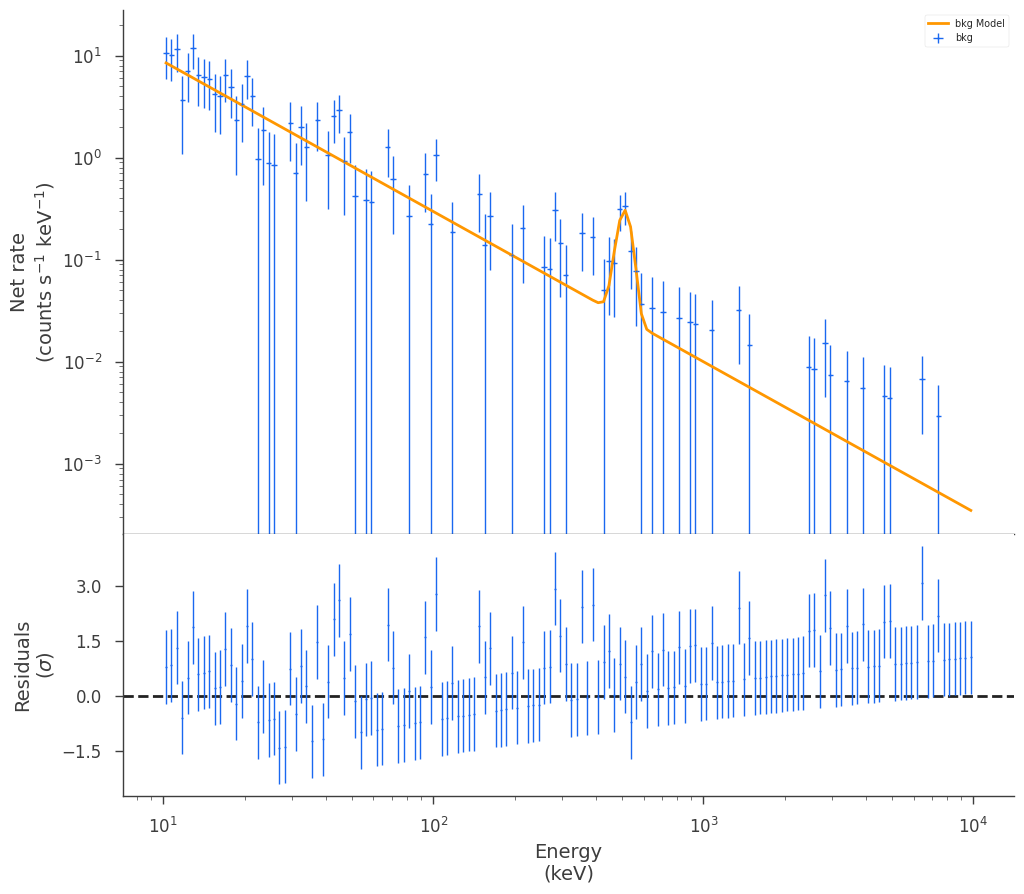 bkg Model
bkg
10¹
10⁰
10⁻¹
10⁻²
10⁻³
Net rate
(counts s⁻¹ keV⁻¹)
3.0
1.5
0.0
−1.5
Residuals
(σ)
10¹ 10² 10³ 10⁴
Energy
(keV)